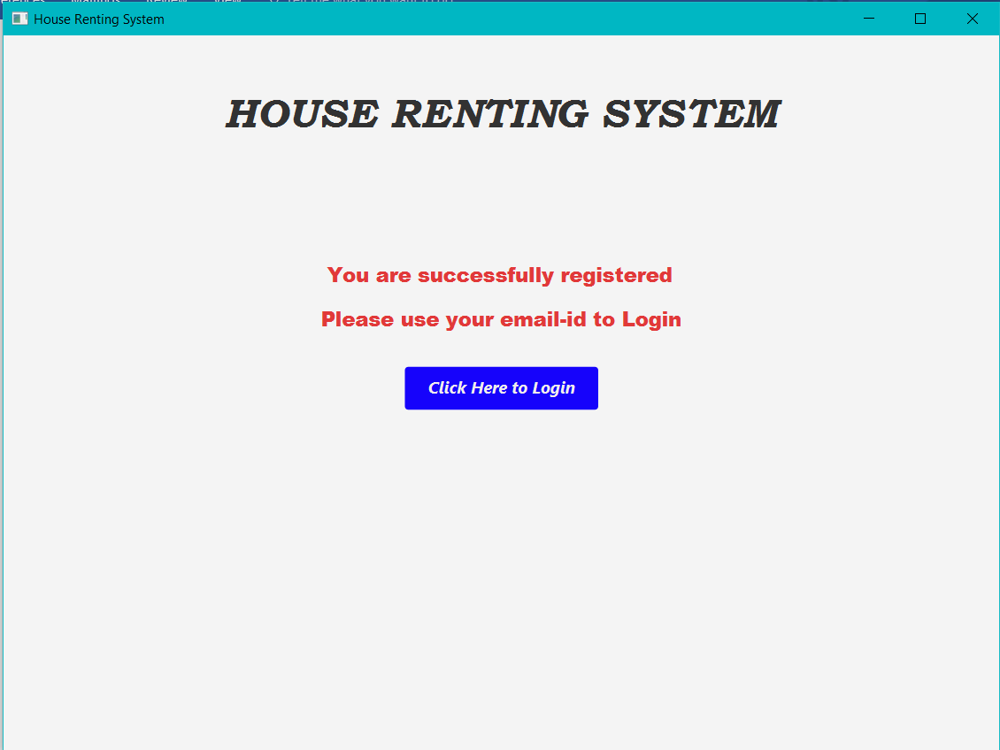 House Renting System
HOUSE RENTING SYSTEM
You are successfully registered
Please use your email-id to Login
Click Here to Login